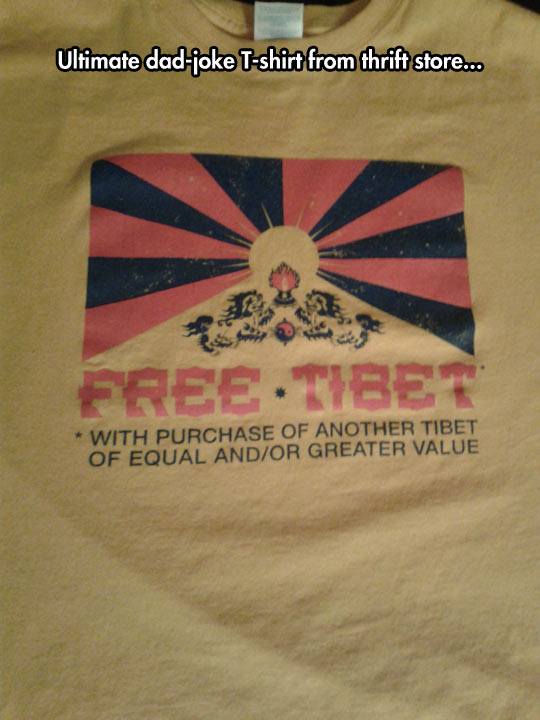 Ultimate dad-joke T-shirt from thrift store...
FREE * TIBET*
* WITH PURCHASE OF ANOTHER TIBET
OF EQUAL AND/OR GREATER VALUE